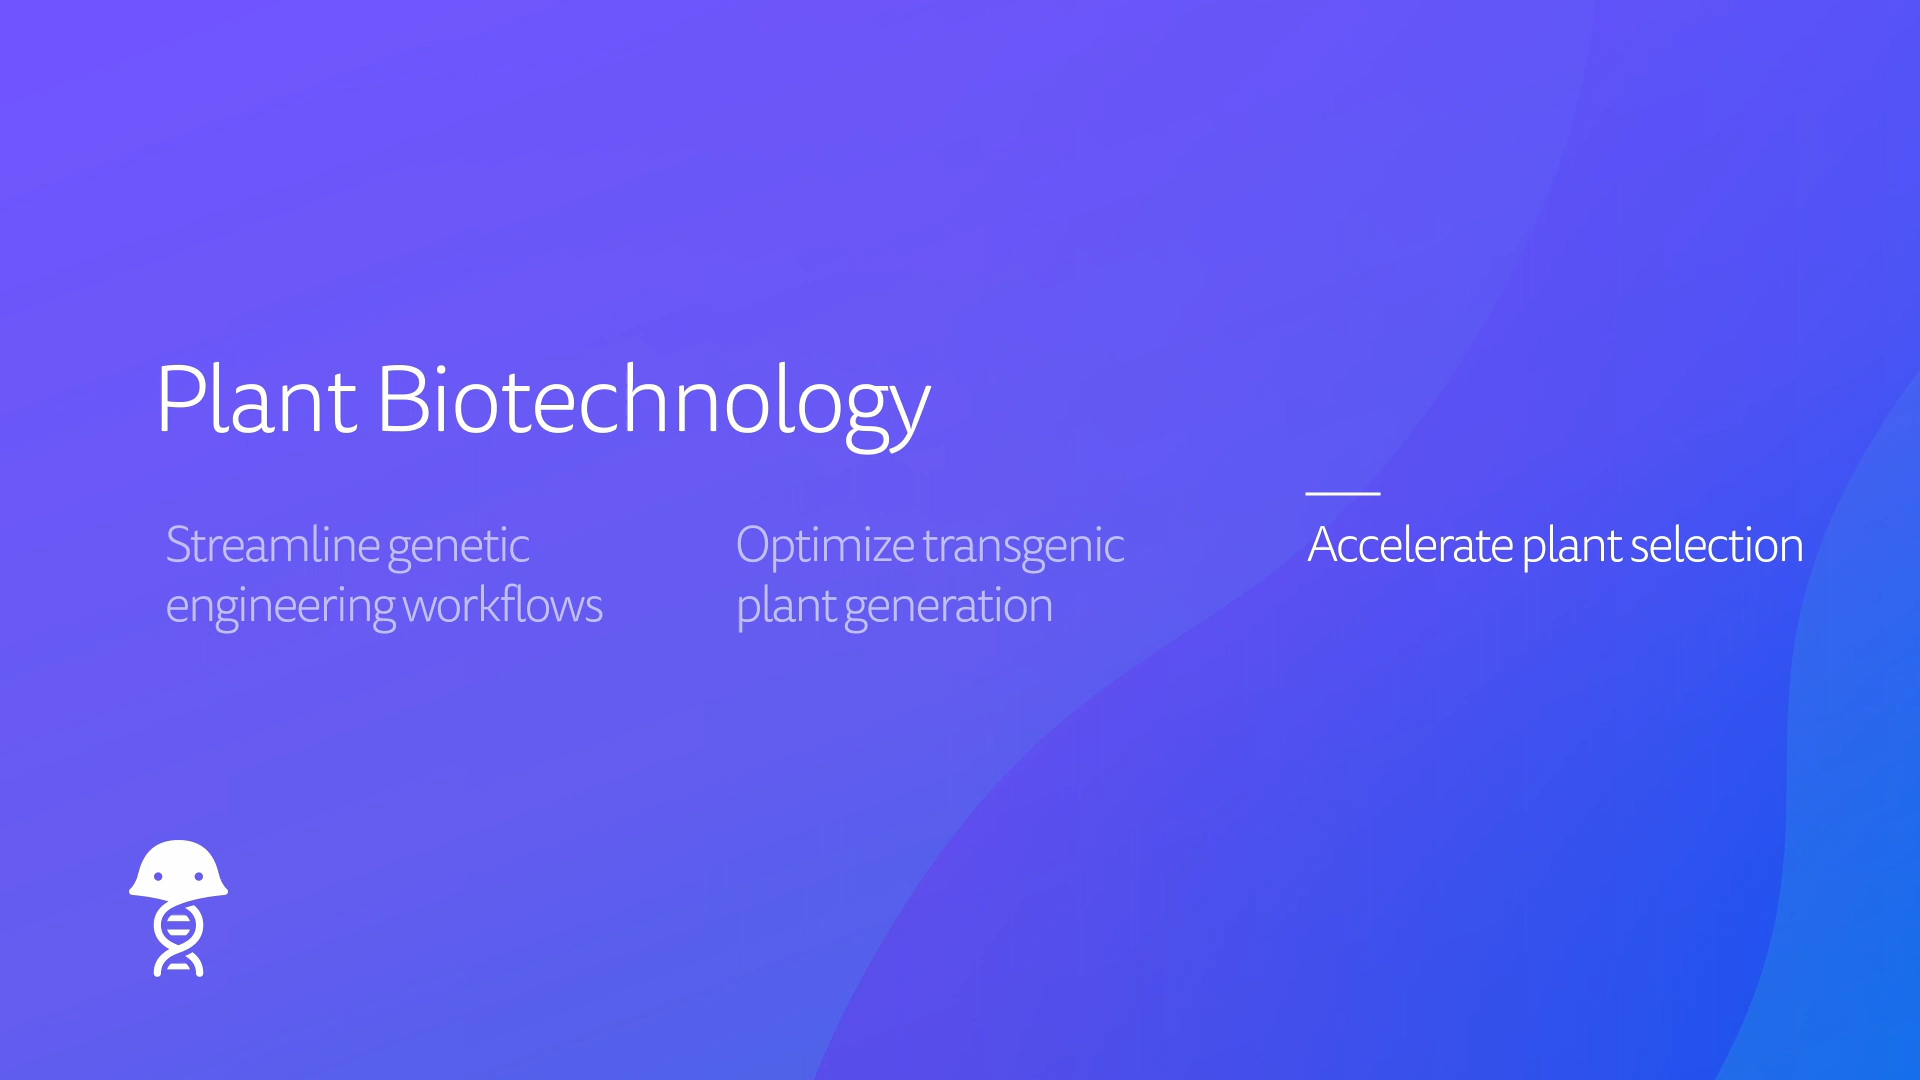 Plant Biotechnology
Streamline genetic
engineering workflows
Optimize transgenic
plant generation
Accelerate plant selection